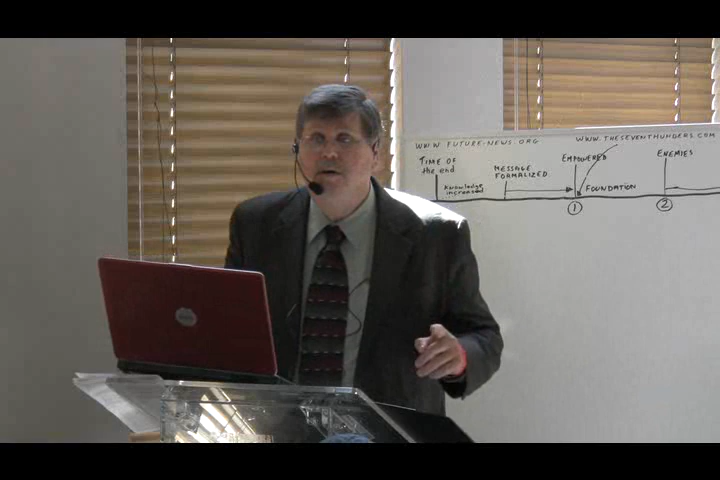 WWW. FUTURE-NEWS.ORG
WWW. THESEVENTHUNDERS.COM
TIME OF
the end
Knowledge
increased
MESSAGE
FORMALIZED
EMPOWERED
FOUNDATION
ENEMIES
1
2